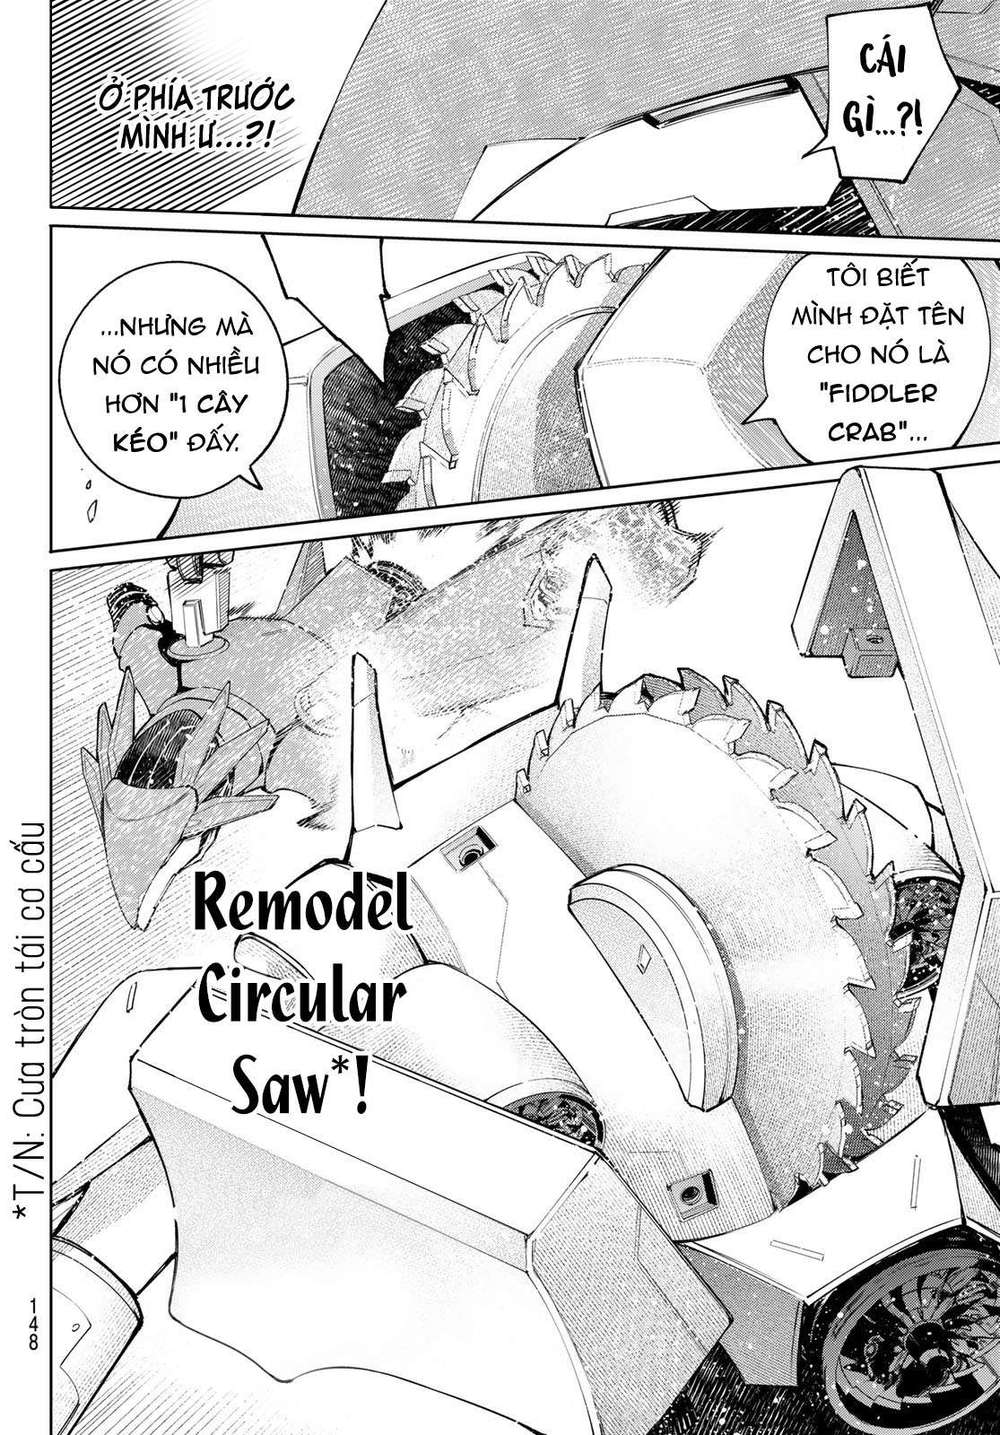 CÁI
GÌ...?!
Ở PHÍA TRƯỚC
MÌNH Ư...?!
TÔI BIẾT
MÌNH ĐẶT TÊN
CHO NÓ LÀ
"FIDDLER
CRAB"...
...NHƯNG MÀ
NÓ CÓ NHIỀU
HƠN "1 CÂY
KÉO" ĐẤY.
Remodel
Circular
Saw*!
*T/N: Cưa tròn tái cơ cấu
148